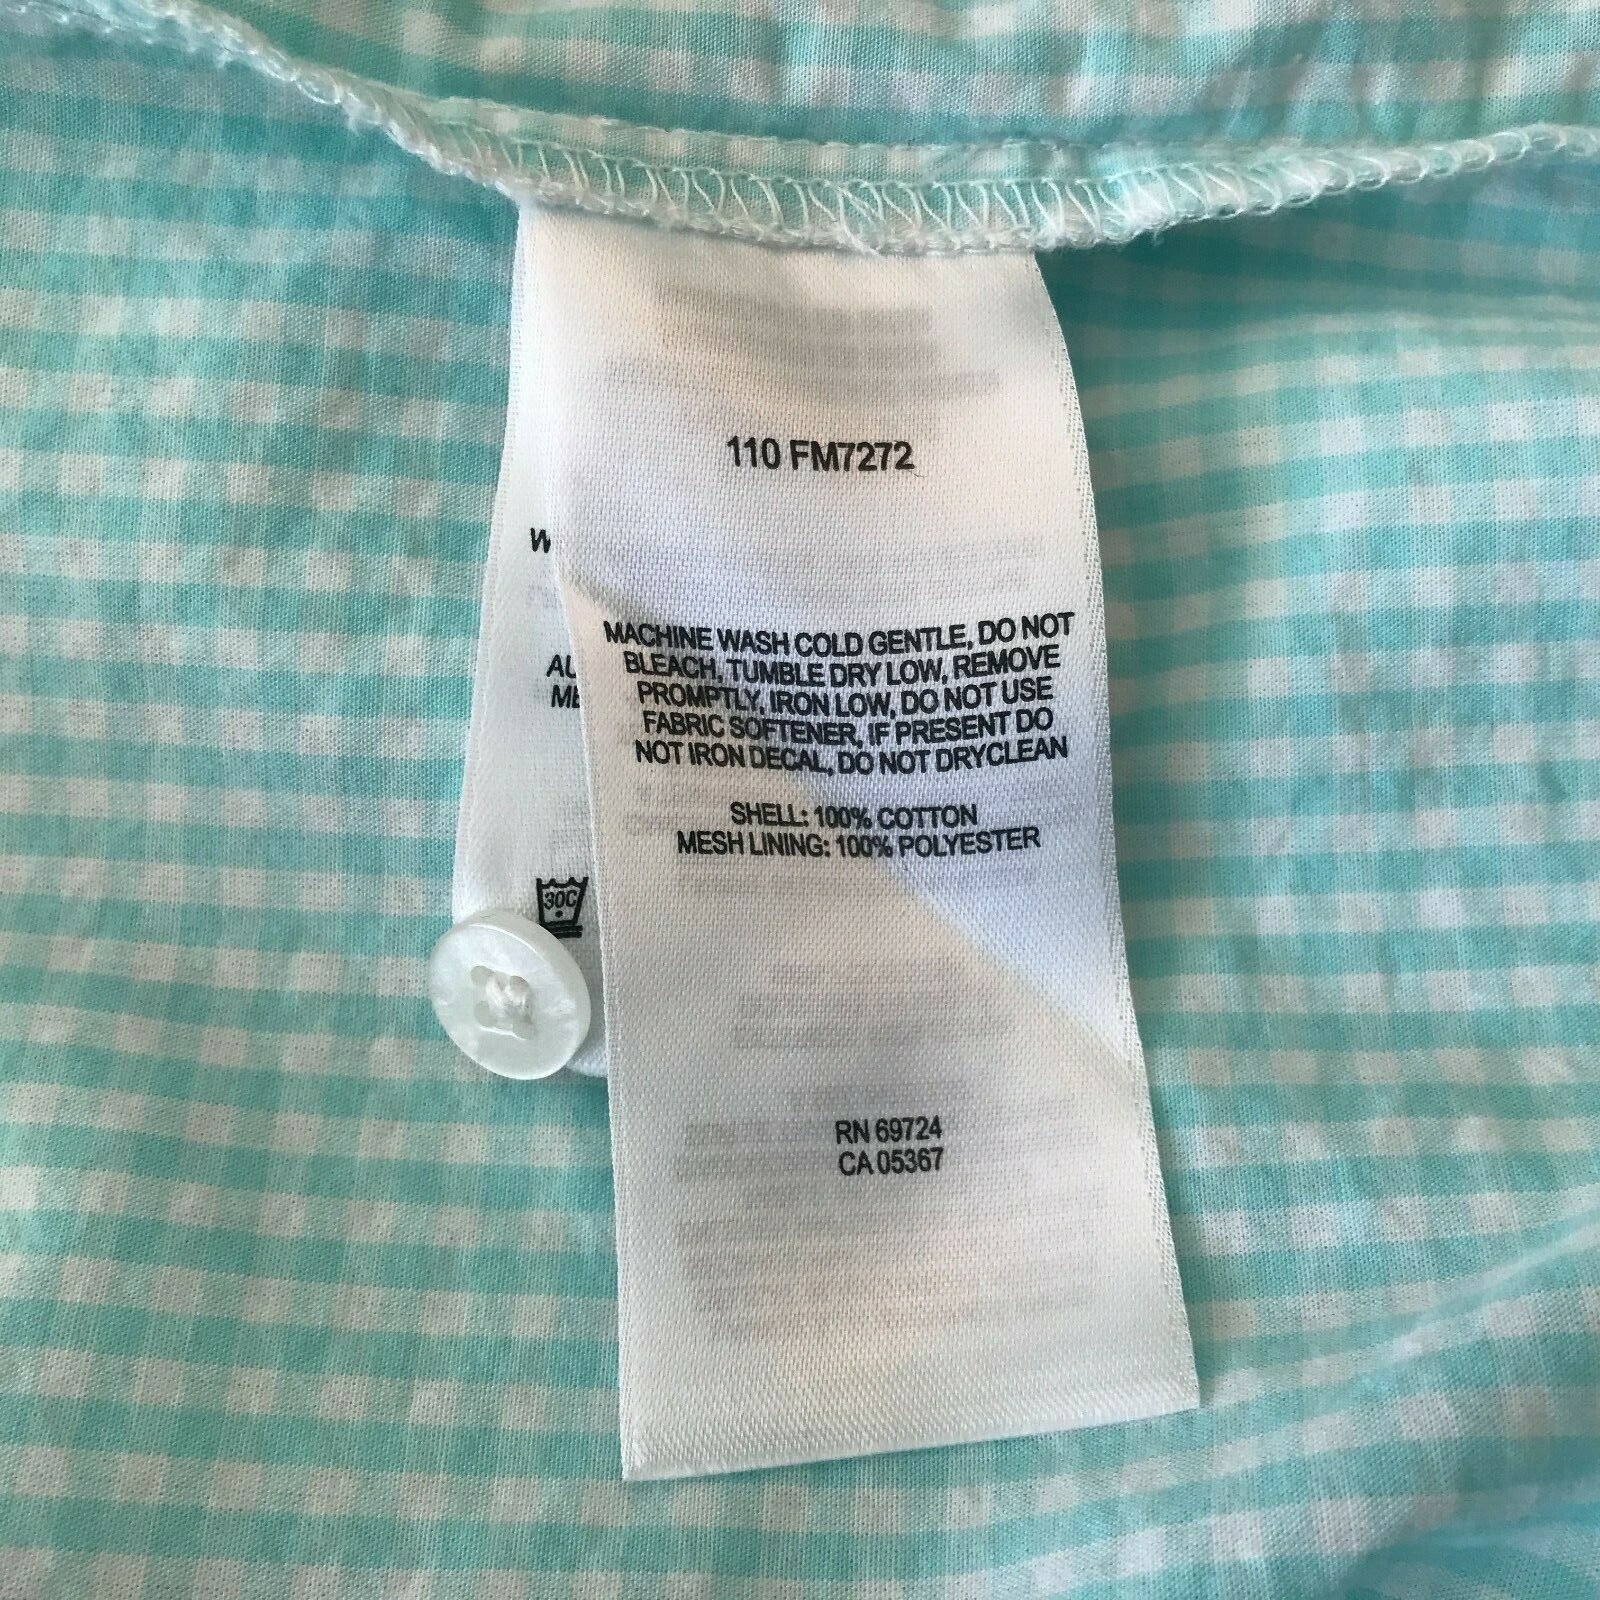 110 FM7272
MACHINE WASH COLD GENTLE, DO NOT
BLEACH, TUMBLE DRY LOW, REMOVE
PROMPTLY, IRON LOW, DO NOT USE
FABRIC SOFTENER, IF PRESENT DO
NOT IRON DECAL, DO NOT DRYCLEAN
SHELL: 100% COTTON
MESH LINING: 100% POLYESTER
RN 69724
CA 05367
30C